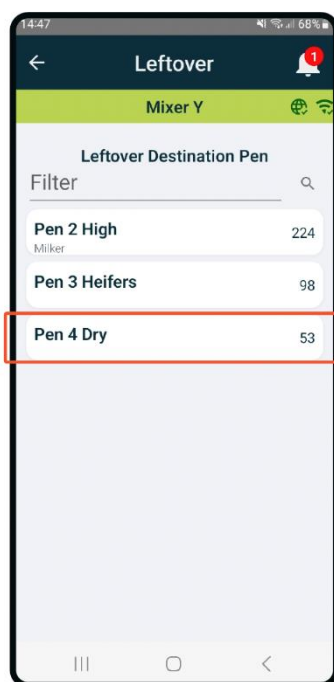 14:47 68%
Leftover
1
Mixer Y
Leftover Destination Pen
Filter
Pen 2 High 224
Milker
Pen 3 Heifers 98
Pen 4 Dry 53